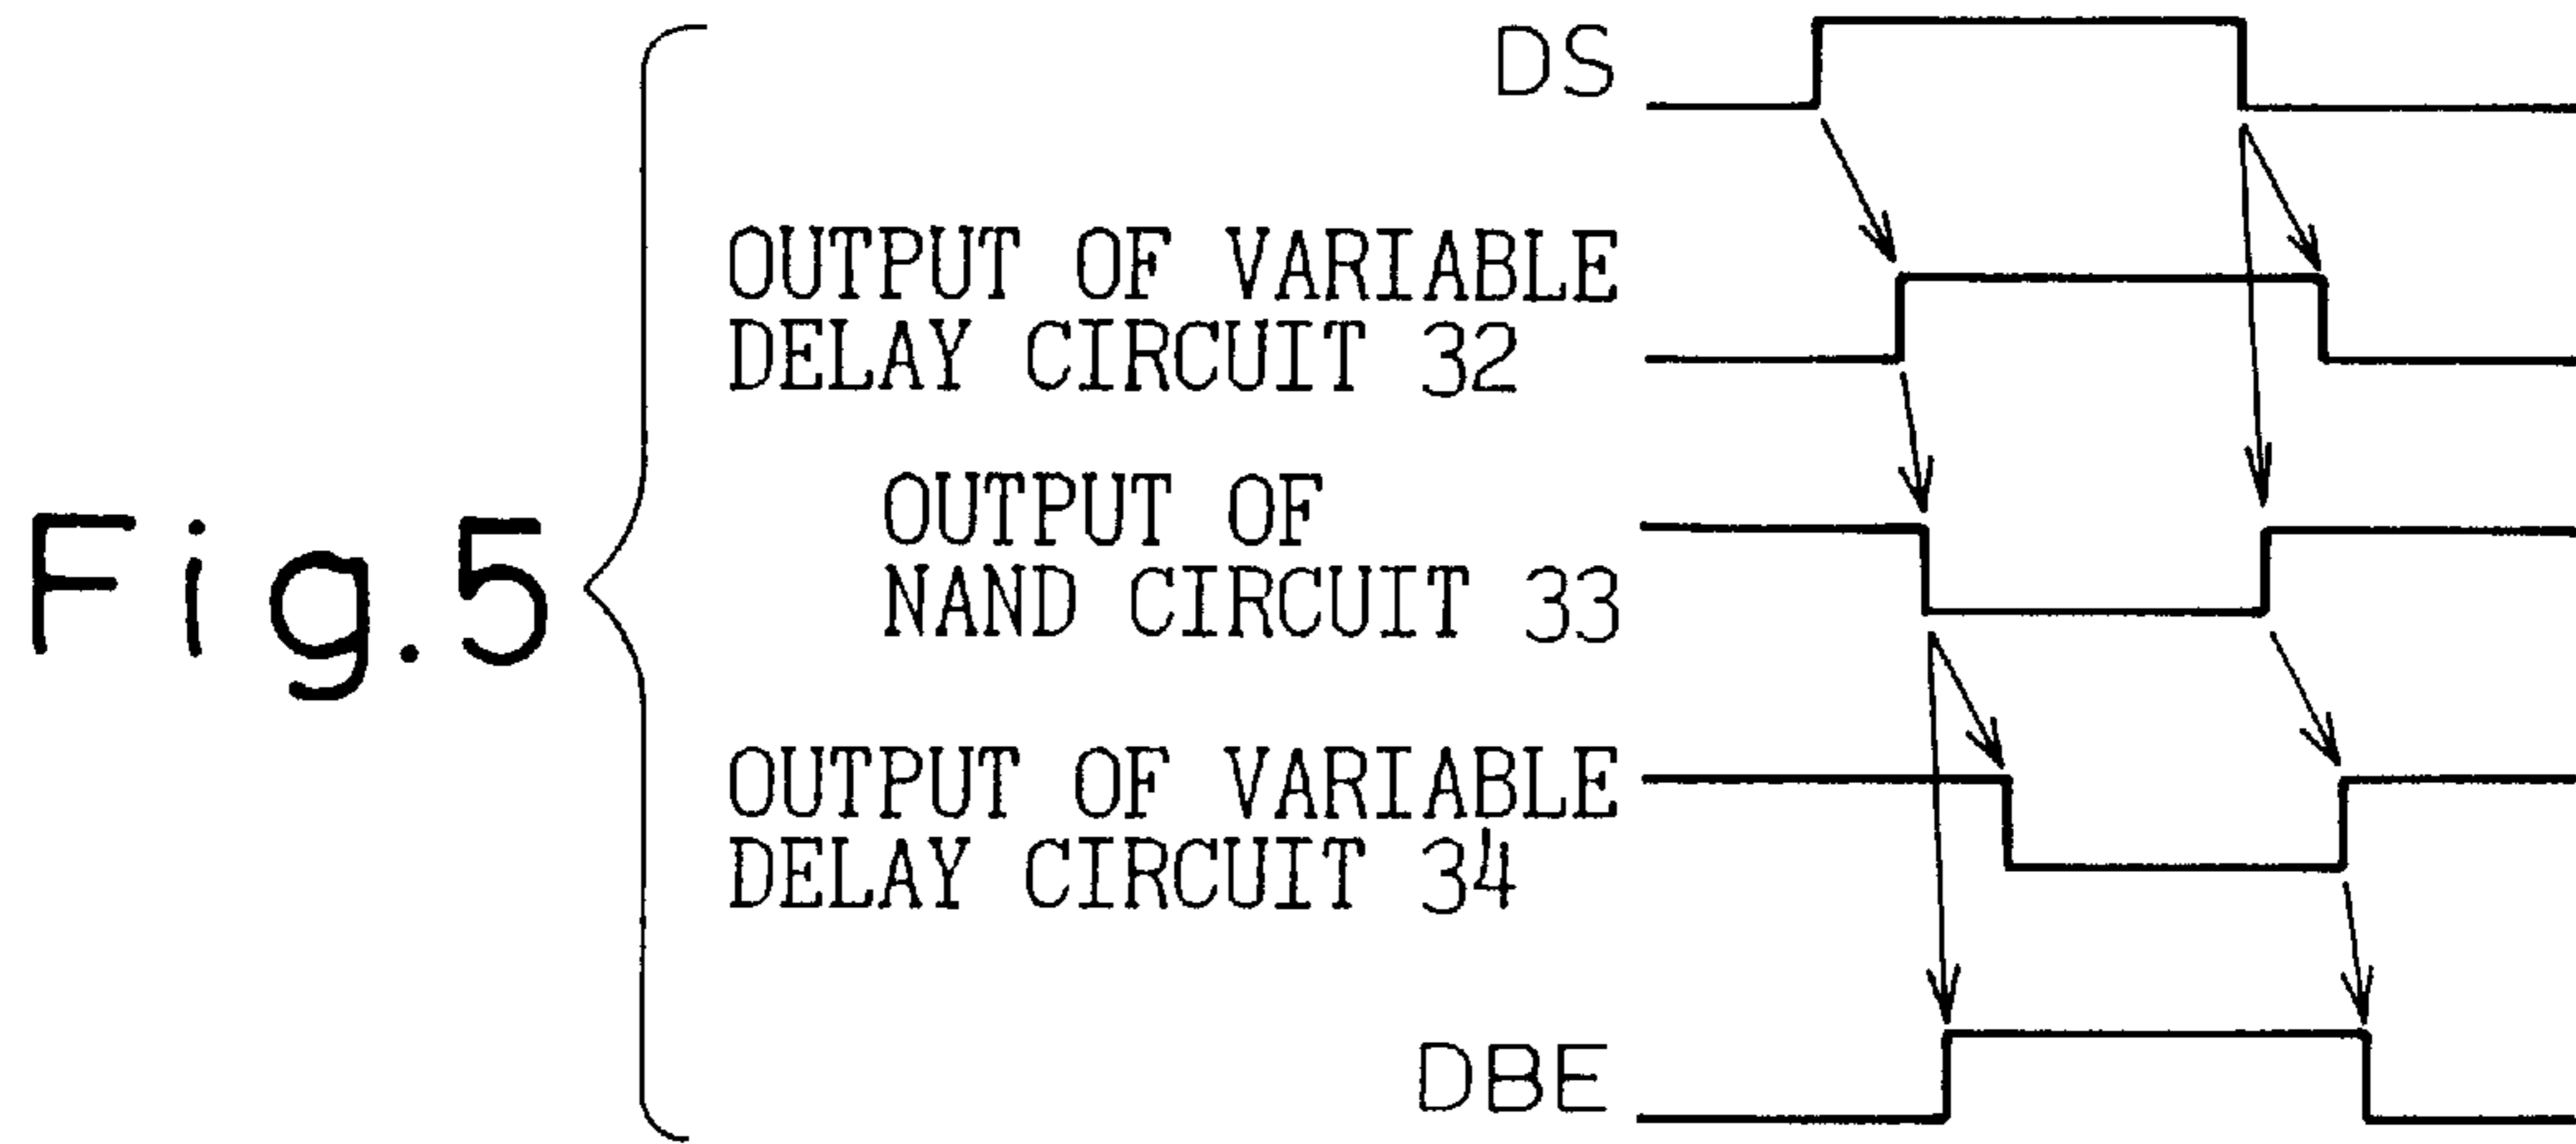 Fig.5
DS
OUTPUT OF VARIABLE
DELAY CIRCUIT 32
OUTPUT OF
NAND CIRCUIT 33
OUTPUT OF VARIABLE
DELAY CIRCUIT 34
DBE